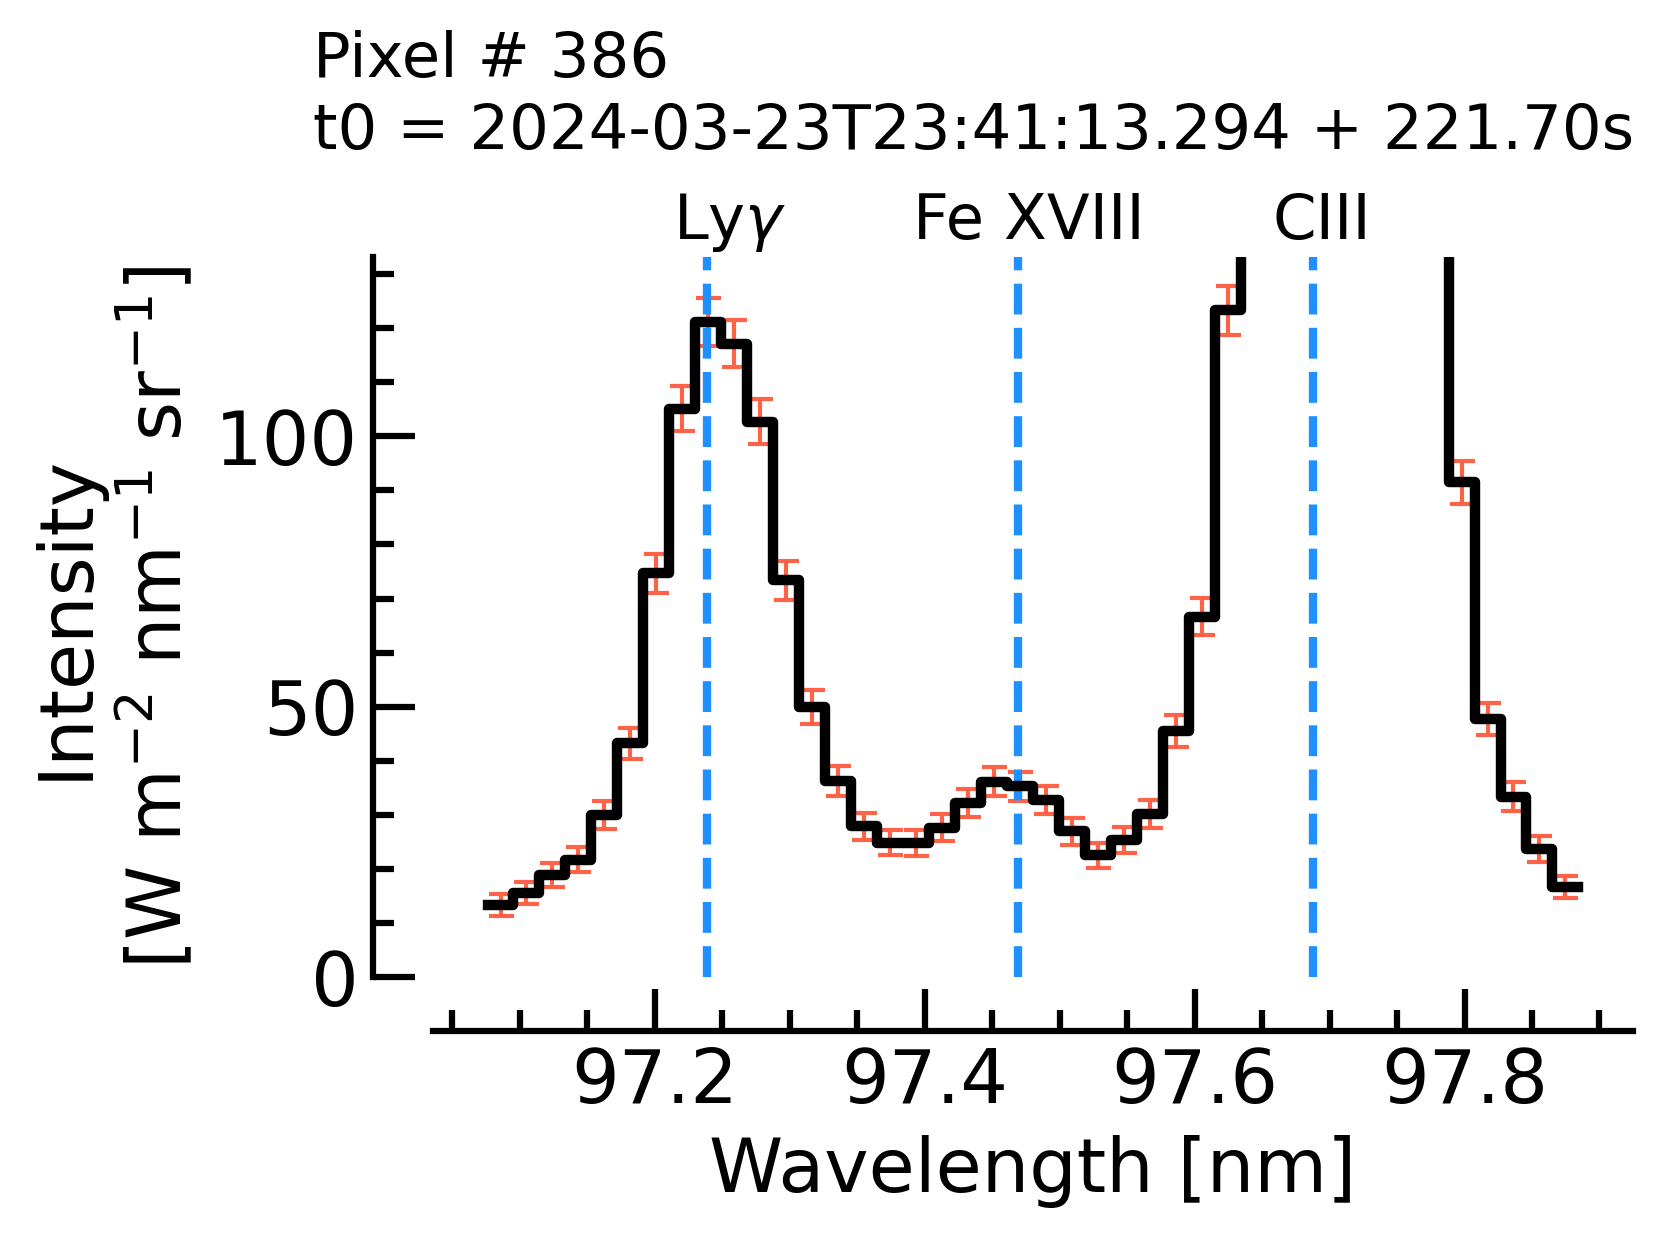 Pixel # 386
t0 = 2024-03-23T23:41:13.294 + 221.70s
Lyγ Fe XVIII CIII
Intensity
[W m⁻² nm⁻¹ sr⁻¹]
100
50
0
97.2 97.4 97.6 97.8
Wavelength [nm]